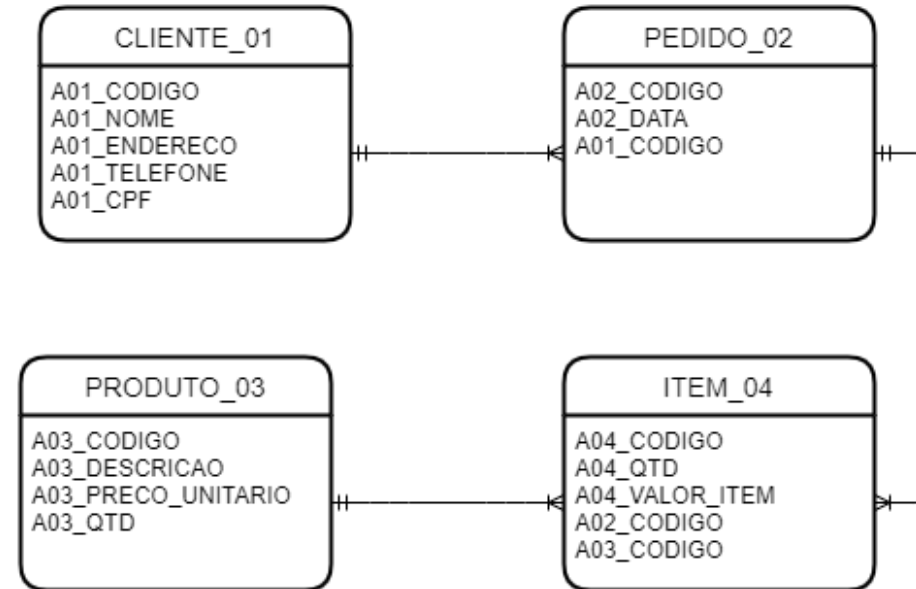 CLIENTE_01
A01_CODIGO
A01_NOME
A01_ENDERECO
A01_TELEFONE
A01_CPF
PEDIDO_02
A02_CODIGO
A02_DATA
A01_CODIGO
PRODUTO_03
A03_CODIGO
A03_DESCRICAO
A03_PRECO_UNITARIO
A03_QTD
ITEM_04
A04_CODIGO
A04_QTD
A04_VALOR_ITEM
A02_CODIGO
A03_CODIGO